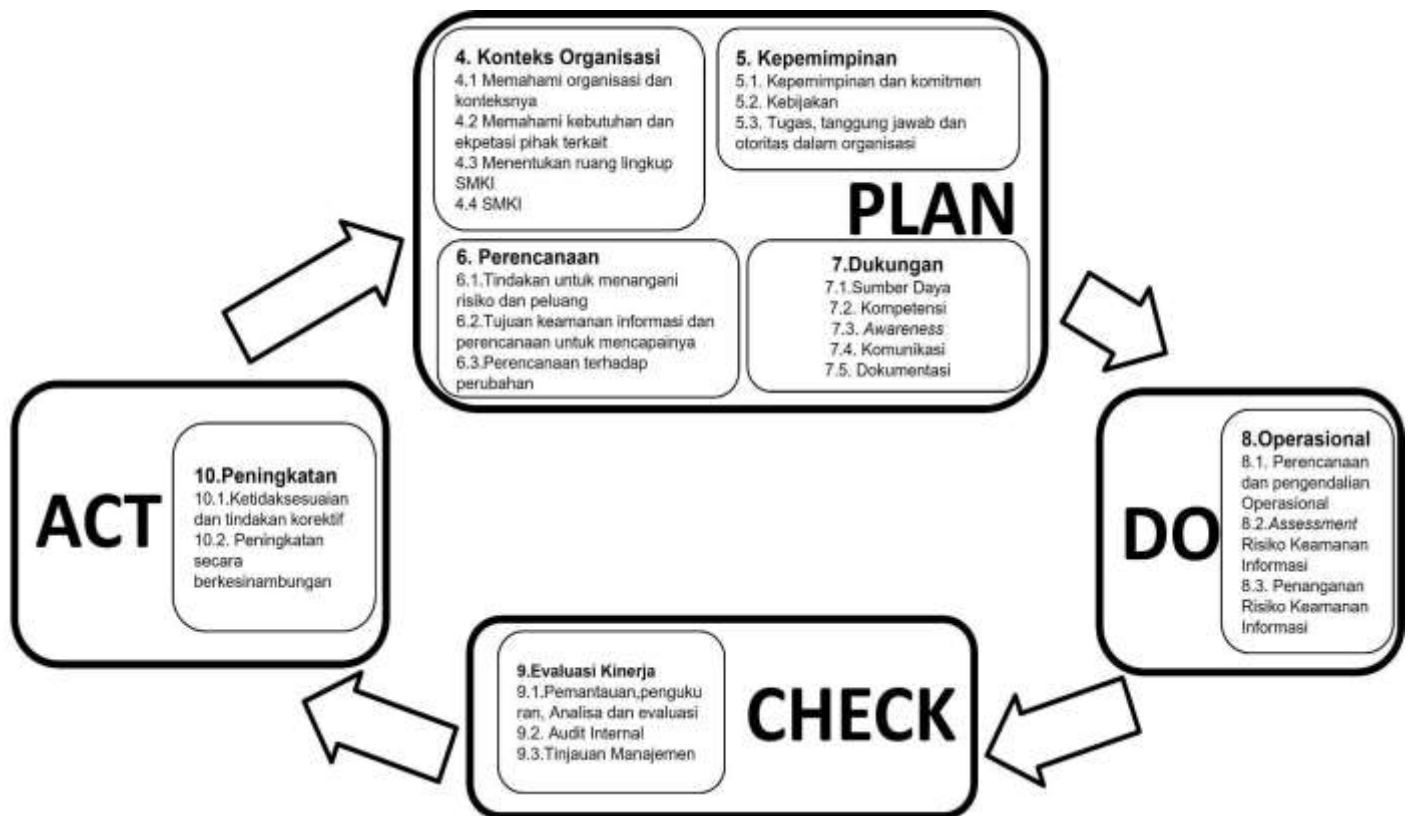 4. Konteks Organisasi
4.1 Memahami organisasi dan
konteksnya
4.2 Memahami kebutuhan dan
ekpetasi pihak terkait
4.3 Menentukan ruang lingkup
SMKI
4.4 SMKI
5. Kepemimpinan
5.1. Kepemimpinan dan komitmen
5.2. Kebijakan
5.3. Tugas, tanggung jawab dan
otoritas dalam organisasi
PLAN
6. Perencanaan
6.1.Tindakan untuk menangani
risiko dan peluang
6.2.Tujuan keamanan informasi dan
perencanaan untuk mencapainya
6.3.Perencanaan terhadap
perubahan
7.Dukungan
7.1.Sumber Daya
7.2. Kompetensi
7.3. Awareness
7.4. Komunikasi
7.5. Dokumentasi
DO
8.Operasional
8.1. Perencanaan
dan pengendalian
Operasional
8.2.Assessment
Risiko Keamanan
Informasi
8.3. Penanganan
Risiko Keamanan
Informasi
9.Evaluasi Kinerja
9.1.Pemantauan,penguku
ran, Analisa dan evaluasi
9.2. Audit Internal
9.3.Tinjauan Manajemen
CHECK
ACT
10.Peningkatan
10.1.Ketidaksesuaian
dan tindakan korektif
10.2. Peningkatan
secara
berkesinambungan